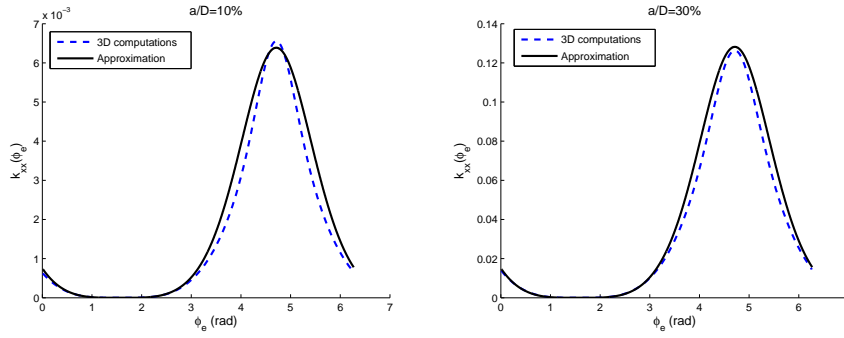 a/D=10%
x 10⁻³
7
6
5
4
3
2
1
0
k_xx(ϕ_e)
0 1 2 3 4 5 6 7
ϕ_e (rad)
3D computations
Approximation
a/D=30%
0.14
0.12
0.1
0.08
0.06
0.04
0.02
0
k_xx(ϕ_e)
0 1 2 3 4 5 6
ϕ_e (rad)
3D computations
Approximation